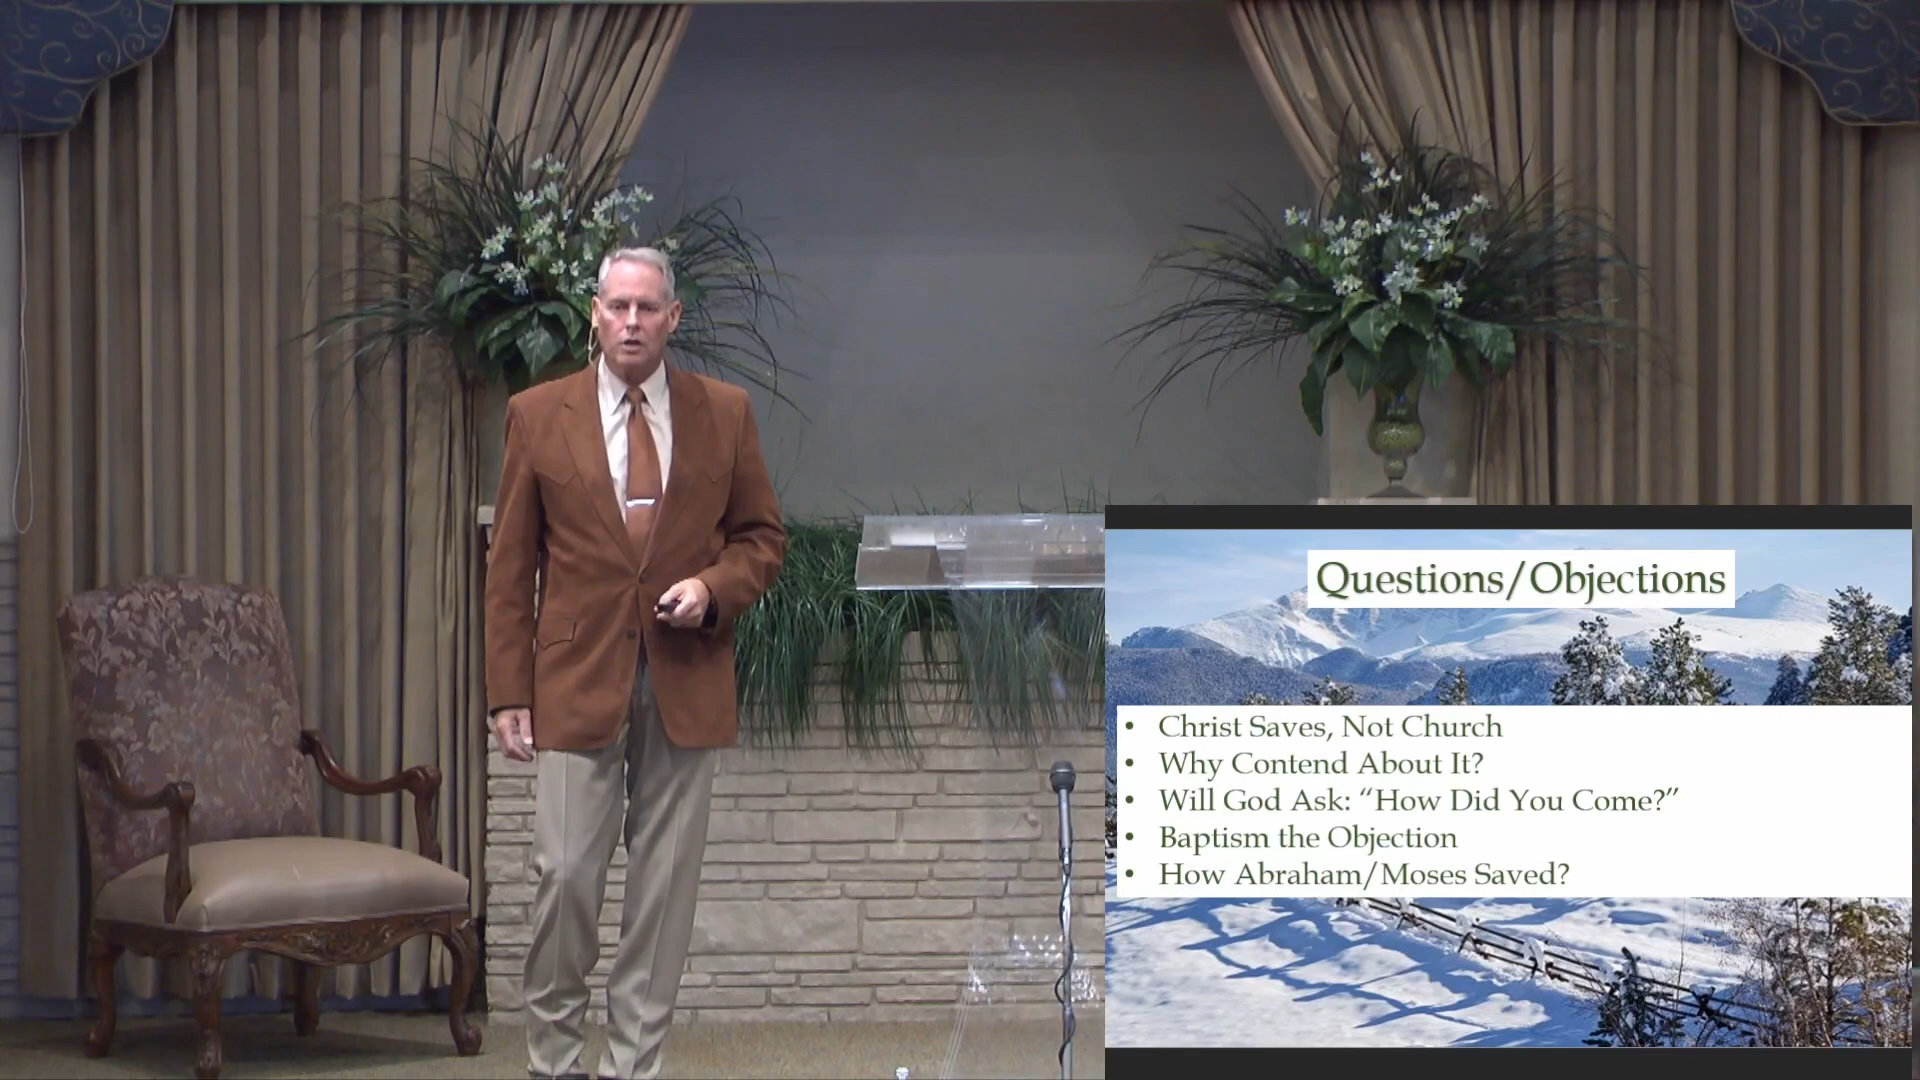 Questions/Objections
• Christ Saves, Not Church
• Why Contend About It?
• Will God Ask: “How Did You Come?”
• Baptism the Objection
• How Abraham/Moses Saved?